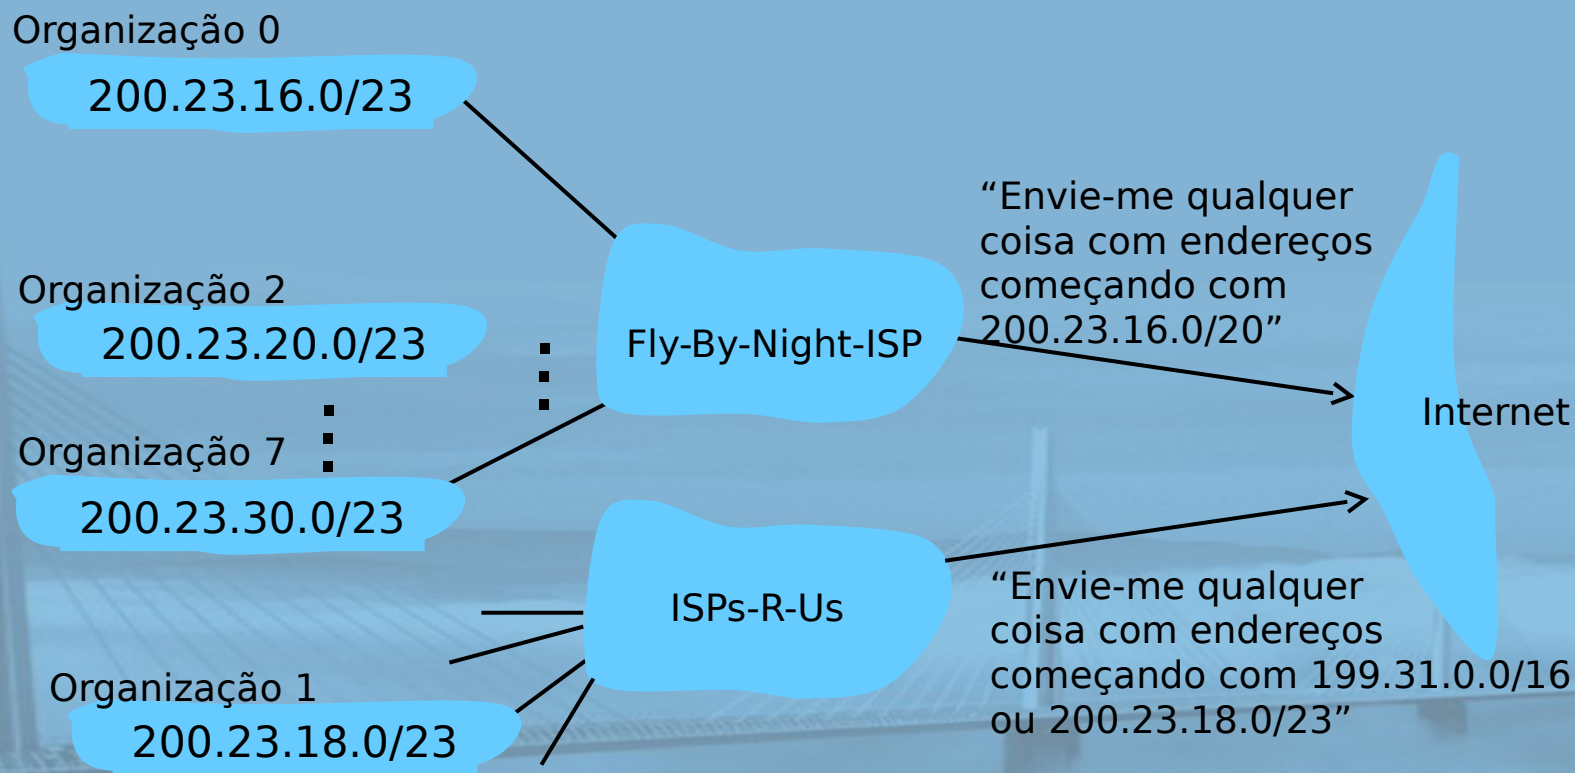 Organização 0
200.23.16.0/23
Organização 2
200.23.20.0/23
Organização 7
200.23.30.0/23
Organização 1
200.23.18.0/23
Fly-By-Night-ISP
ISPs-R-Us
“Envie-me qualquer
coisa com endereços
começando com
200.23.16.0/20”
“Envie-me qualquer
coisa com endereços
começando com 199.31.0.0/16
ou 200.23.18.0/23”
Internet